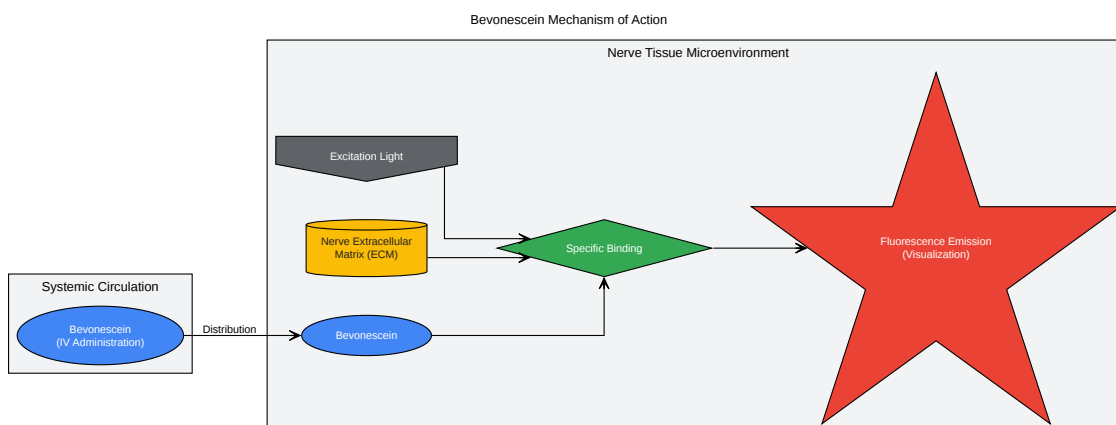 Bevonescein Mechanism of Action
Nerve Tissue Microenvironment
Excitation Light
Nerve Extracellular
Matrix (ECM)
Specific Binding
Fluorescence Emission
(Visualization)
Systemic Circulation
Bevonescein
(IV Administration)
Distribution
Bevonescein